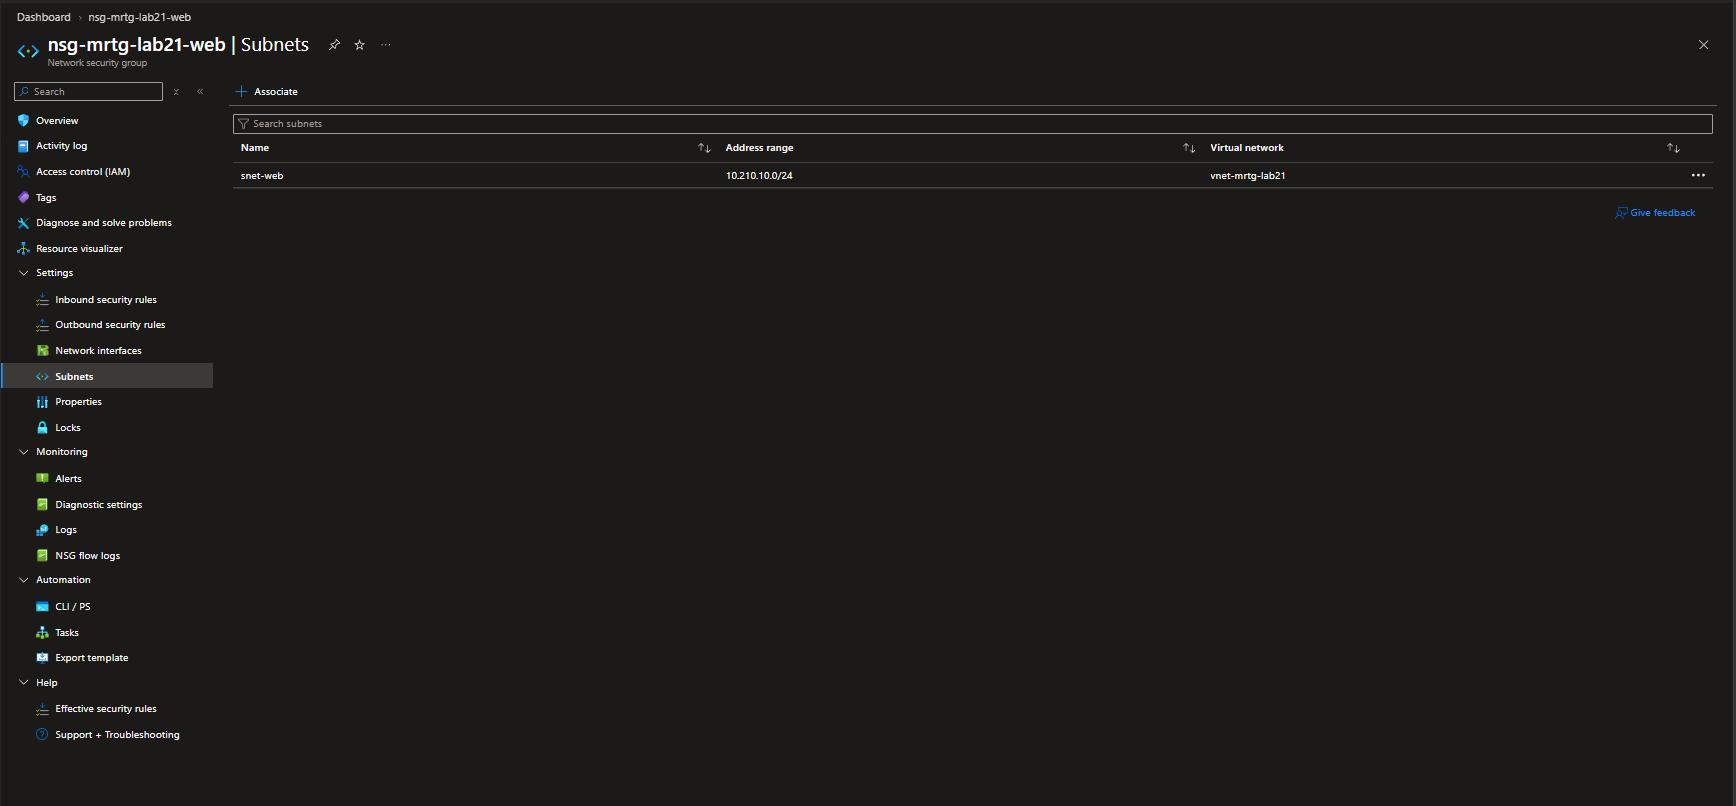 Dashboard › nsg-mrtg-lab21-web
nsg-mrtg-lab21-web | Subnets
Network security group
Search
Associate
Overview
Activity log
Access control (IAM)
Tags
Diagnose and solve problems
Resource visualizer
Settings
Inbound security rules
Outbound security rules
Network interfaces
Subnets
Properties
Locks
Monitoring
Alerts
Diagnostic settings
Logs
NSG flow logs
Automation
CLI / PS
Tasks
Export template
Help
Effective security rules
Support + Troubleshooting
Search subnets
Name Address range Virtual network
snet-web 10.210.10.0/24 vnet-mrtg-lab21
Give feedback